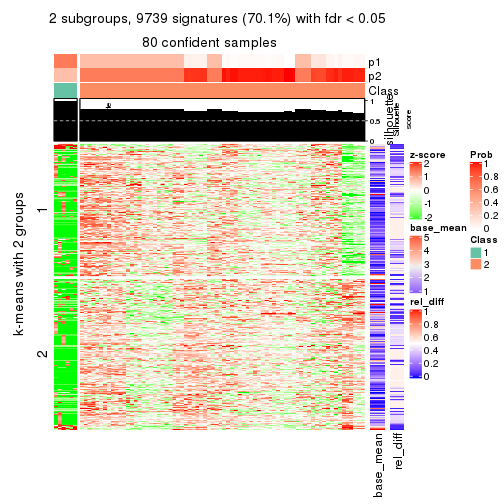 2 subgroups, 9739 signatures (70.1%) with fdr < 0.05
80 confident samples
p1
p2
Class
1
0.5
0
silhouette
Silhouette
score
k-means with 2 groups
1
2
base_mean
rel_diff
z-score
2
1
0
-1
-2
base_mean
5
4
3
2
1
rel_diff
1
0.8
0.6
0.4
0.2
0
Prob
1
0.8
0.6
0.4
0.2
0
Class
1
2